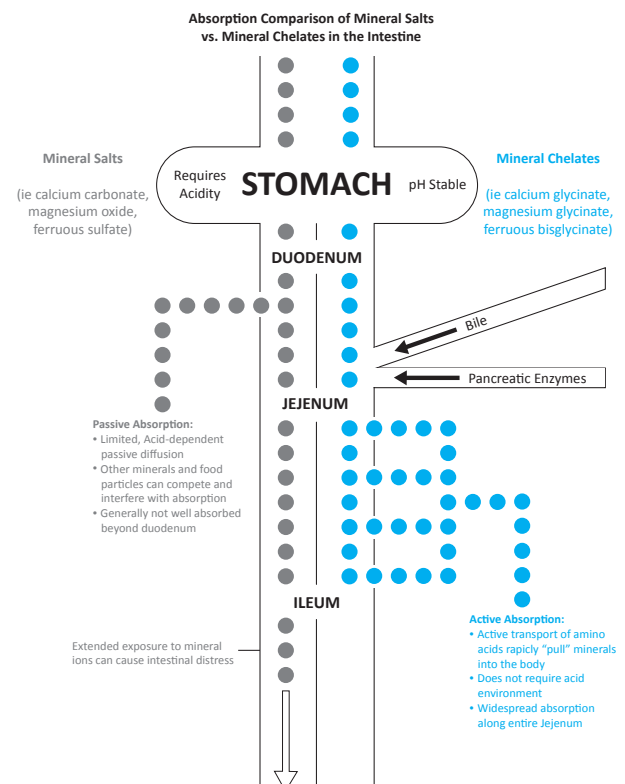 Absorption Comparison of Mineral Salts
vs. Mineral Chelates in the Intestine
Mineral Salts
(ie calcium carbonate,
magnesium oxide,
ferruous sulfate)
Requires
Acidity
STOMACH
pH Stable
Mineral Chelates
(ie calcium glycinate,
magnesium glycinate,
ferruous bisglycinate)
DUODENUM
Bile
Pancreatic Enzymes
JEJENUM
Passive Absorption:
• Limited, Acid-dependent
passive diffusion
• Other minerals and food
particles can compete and
interfere with absorption
• Generally not well absorbed
beyond duodenum
ILEUM
Extended exposure to mineral
ions can cause intestinal distress
Active Absorption:
• Active transport of amino
acids rapicly “pull” minerals
into the body
• Does not require acid
environment
• Widespread absorption
along entire Jejenum